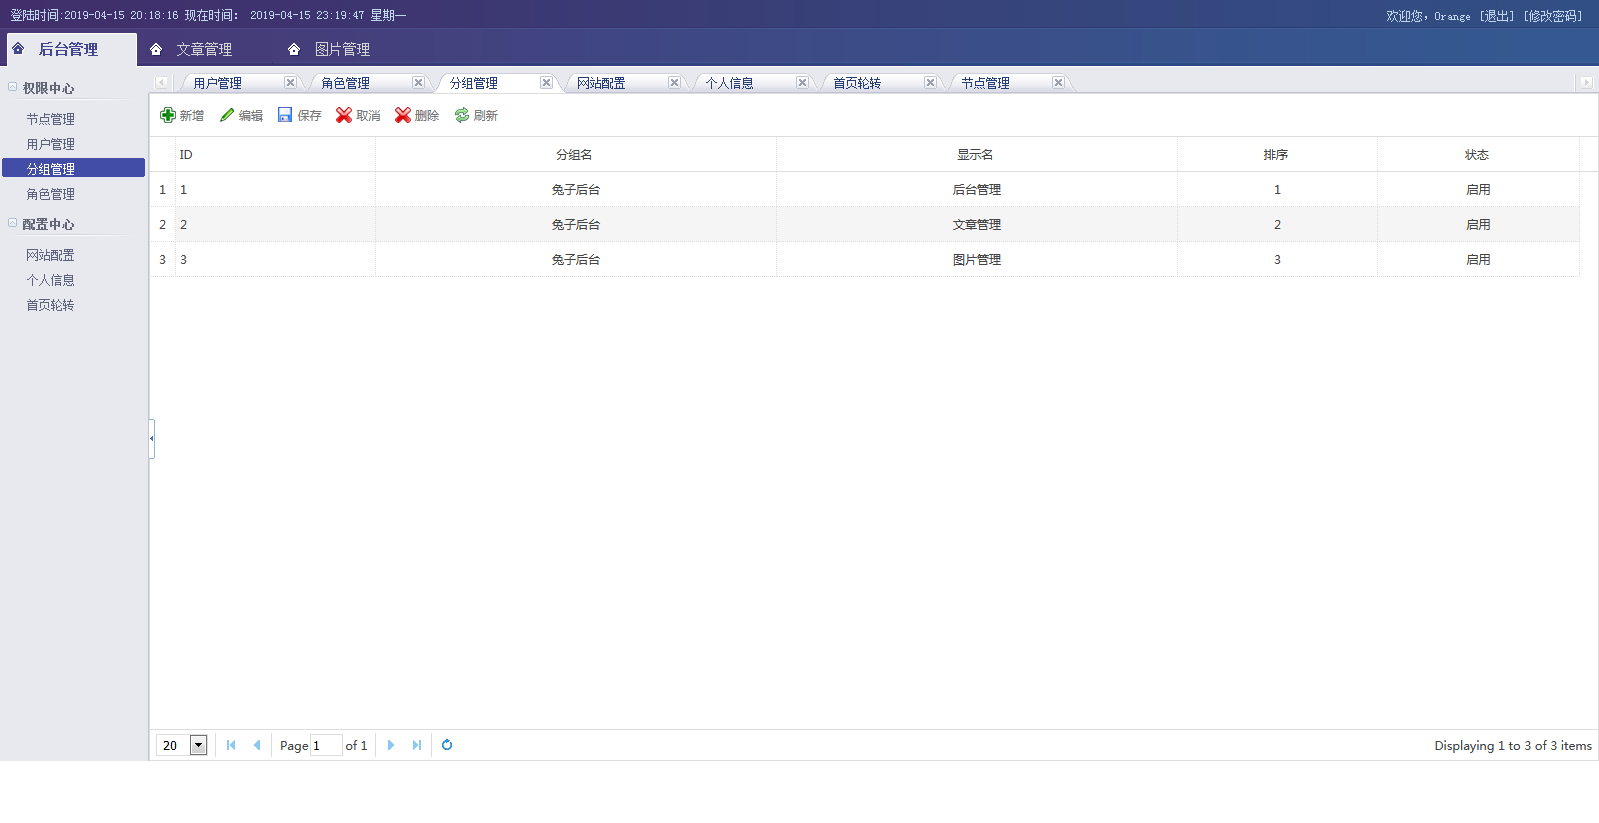 登陆时间:2019-04-15 20:18:16 现在时间： 2019-04-15 23:19:47 星期一
欢迎您，Orange [退出] [修改密码]
后台管理 文章管理 图片管理
用户管理 角色管理 分组管理 网站配置 个人信息 首页轮转 节点管理
权限中心
节点管理
用户管理
分组管理
角色管理
配置中心
网站配置
个人信息
首页轮转
新增 编辑 保存 取消 删除 刷新
ID 分组名 显示名 排序 状态
1 1 兔子后台 后台管理 1 启用
2 2 兔子后台 文章管理 2 启用
3 3 兔子后台 图片管理 3 启用
20 Page 1 of 1 Displaying 1 to 3 of 3 items